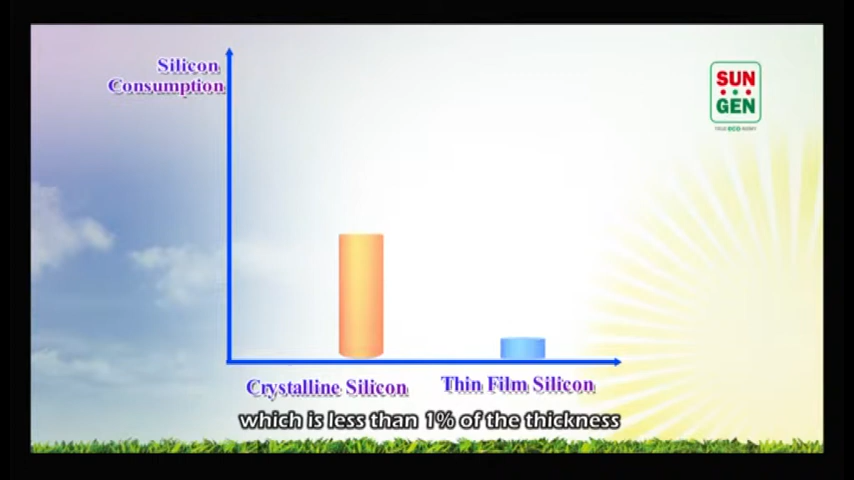 Silicon
Consumption
SUN
GEN
Crystalline Silicon
Thin Film Silicon
which is less than 1% of the thickness